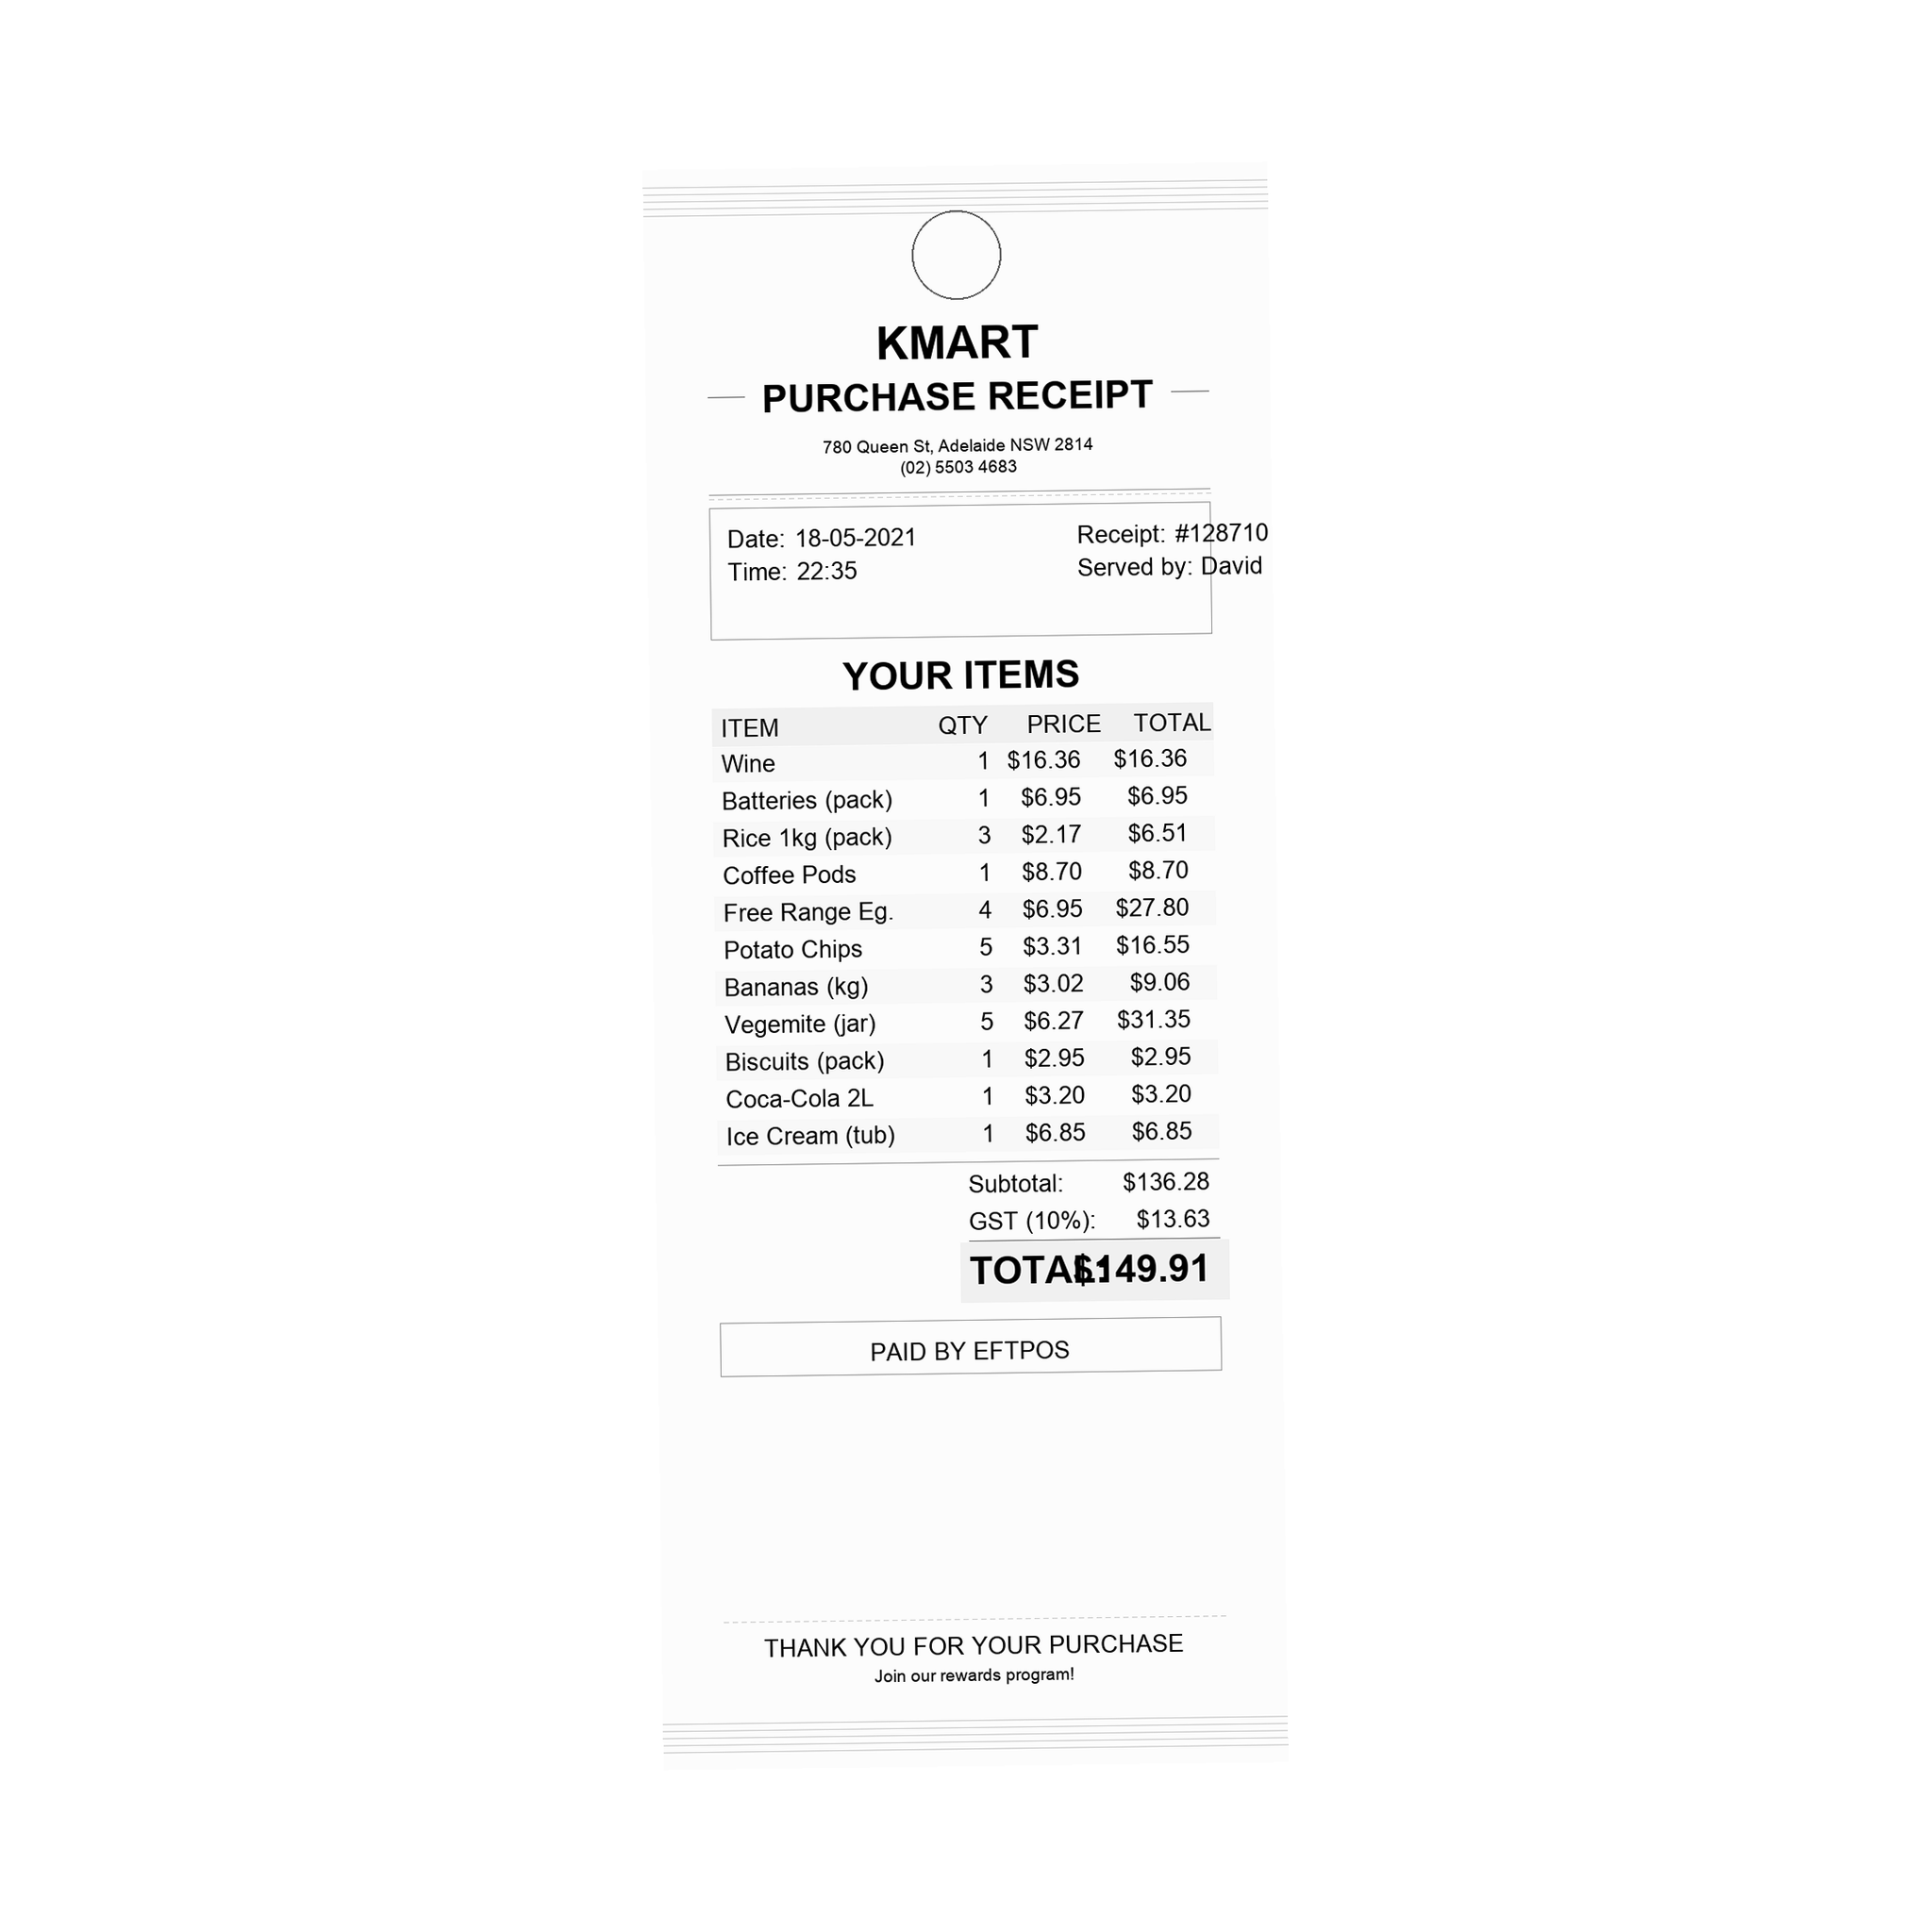 KMART
PURCHASE RECEIPT
780 Queen St, Adelaide NSW 2814
(02) 5503 4683
Date: 18-05-2021 Receipt: #128710
Time: 22:35 Served by: David
YOUR ITEMS
ITEM QTY PRICE TOTAL
Wine 1 $16.36 $16.36
Batteries (pack) 1 $6.95 $6.95
Rice 1kg (pack) 3 $2.17 $6.51
Coffee Pods 1 $8.70 $8.70
Free Range Eg. 4 $6.95 $27.80
Potato Chips 5 $3.31 $16.55
Bananas (kg) 3 $3.02 $9.06
Vegemite (jar) 5 $6.27 $31.35
Biscuits (pack) 1 $2.95 $2.95
Coca-Cola 2L 1 $3.20 $3.20
Ice Cream (tub) 1 $6.85 $6.85
Subtotal: $136.28
GST (10%): $13.63
TOTAL: $149.91
PAID BY EFTPOS
THANK YOU FOR YOUR PURCHASE
Join our rewards program!